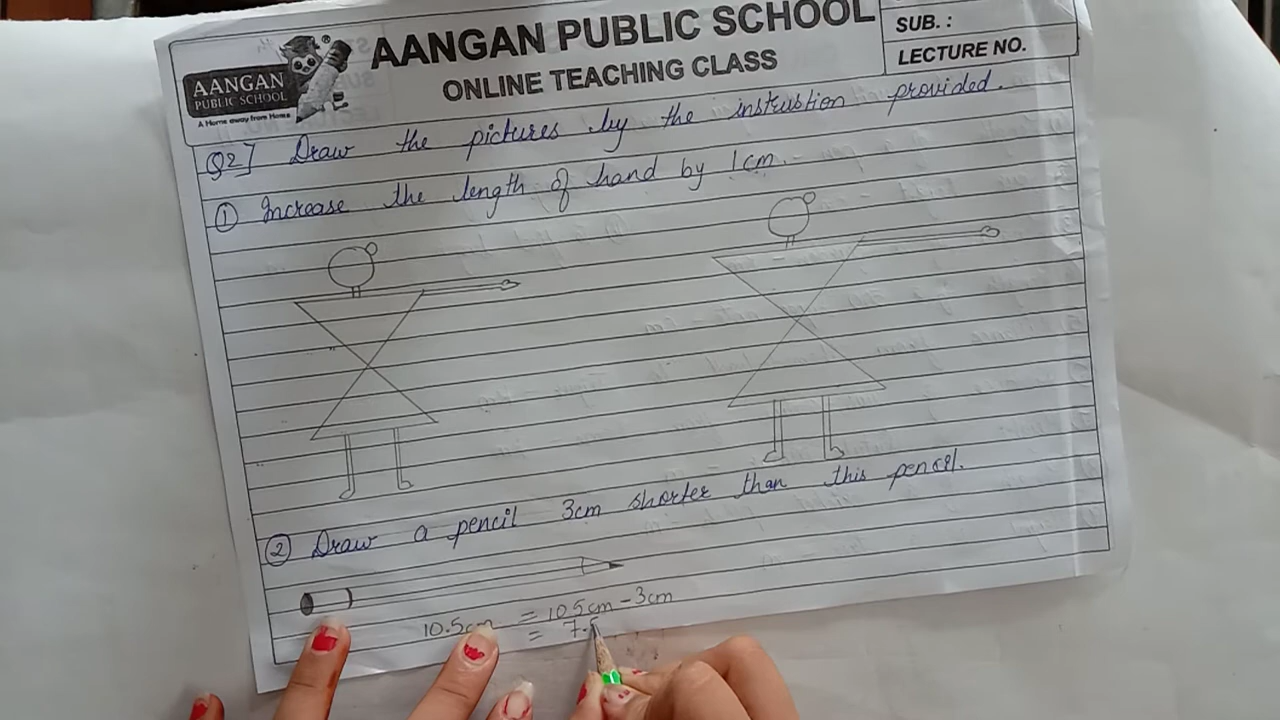 AANGAN
PUBLIC SCHOOL
A Home away from Home
AANGAN PUBLIC SCHOOL
ONLINE TEACHING CLASS
SUB. :
LECTURE NO.
Q2] Draw the pictures by the instrustion provided.
① Increase the length of hand by 1cm.
② Draw a pencil 3cm shorter than this pencil.
10.5cm = 10.5cm - 3cm
= 7.5